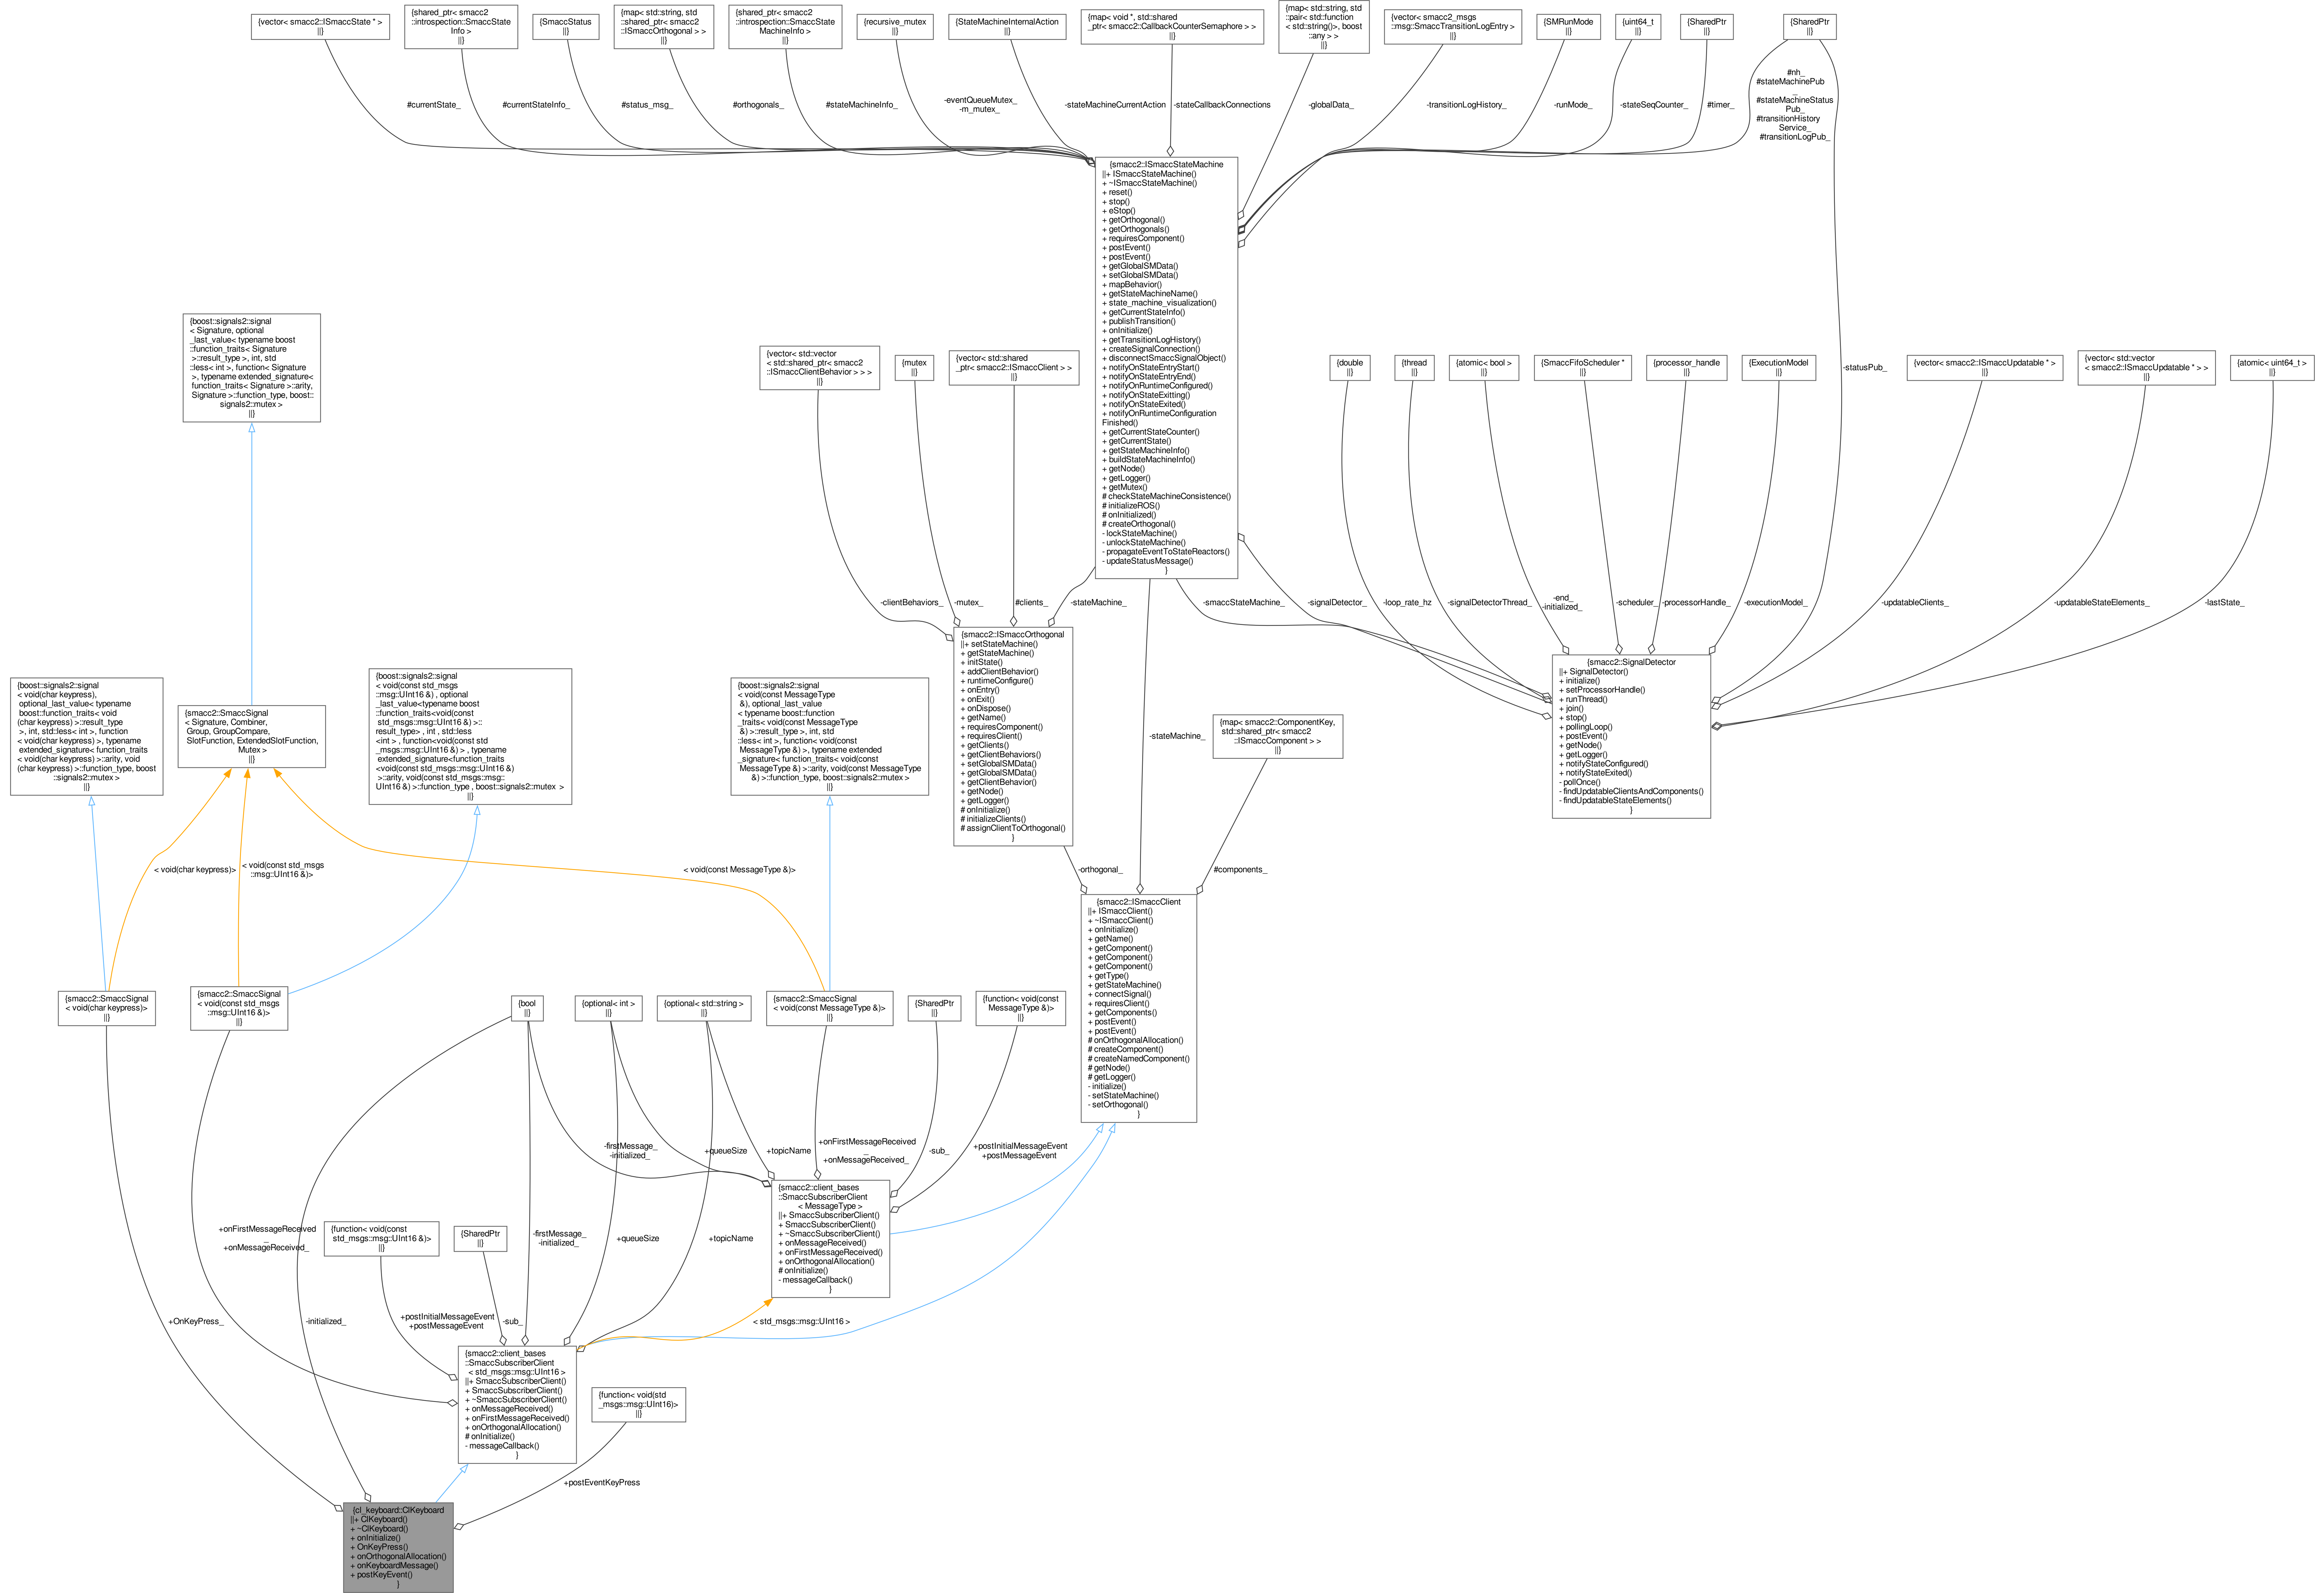 {vector< smacc2::ISmaccState * >
||}
{shared_ptr< smacc2
::introspection::SmaccState
Info >
||}
{SmaccStatus
||}
{map< std::string, std
::shared_ptr< smacc2
::ISmaccOrthogonal > >
||}
{shared_ptr< smacc2
::introspection::SmaccState
MachineInfo >
||}
{recursive_mutex
||}
{StateMachineInternalAction
||}
{map< void *, std::shared
_ptr< smacc2::CallbackCounterSemaphore > >
||}
{map< std::string, std
::pair< std::function
< std::string()>, boost
::any > >
||}
{vector< smacc2_msgs
::msg::SmaccTransitionLogEntry >
||}
{SMRunMode
||}
{uint64_t
||}
{SharedPtr
||}
{SharedPtr
||}
#currentState_
#currentStateInfo_
#status_msg_
#orthogonals_
#stateMachineInfo_
-eventQueueMutex_
-m_mutex_
-stateMachineCurrentAction
-stateCallbackConnections
-globalData_
-transitionLogHistory_
-runMode_
-stateSeqCounter_
#timer_
#nh_
#stateMachinePub
_
#stateMachineStatus
Pub_
#transitionHistory
Service_
#transitionLogPub_
{smacc2::ISmaccStateMachine
||+ ISmaccStateMachine()
+ ~ISmaccStateMachine()
+ reset()
+ stop()
+ eStop()
+ getOrthogonal()
+ getOrthogonals()
+ requiresComponent()
+ postEvent()
+ postEvent()
+ getGlobalSMData()
+ setGlobalSMData()
+ mapBehavior()
+ getStateMachineName()
+ state_machine_visualization()
+ getCurrentStateInfo()
+ publishTransition()
+ onInitialize()
+ getTransitionLogHistory()
+ createSignalConnection()
+ disconnectSmaccSignalObject()
+ notifyOnStateEntryStart()
+ notifyOnStateEntryEnd()
+ notifyOnRuntimeConfigured()
+ notifyOnStateExitting()
+ notifyOnStateExited()
+ notifyOnRuntimeConfiguration
Finished()
+ getCurrentStateCounter()
+ getCurrentState()
+ getStateMachineInfo()
+ buildStateMachineInfo()
+ getNode()
+ getLogger()
+ getMutex()
# checkStateMachineConsistence()
# initializeROS()
# onInitialized()
# createOrthogonal()
- lockStateMachine()
- unlockStateMachine()
- propagateEventToStateReactors()
- updateStatusMessage()
}
{boost::signals2::signal
< Signature, optional
_last_value< typename boost
::function_traits< Signature
>::result_type >, int, std
::less< int >, function< Signature
>, typename extended_signature<
function_traits< Signature >::arity,
Signature >::function_type, boost::
signals2::mutex >
||}
{vector< std::vector
< std::shared_ptr< smacc2
::ISmaccClientBehavior > > >
||}
{mutex
||}
{vector< std::shared
_ptr< smacc2::ISmaccClient > >
||}
{double
||}
{thread
||}
{atomic< bool >
||}
{SmaccFifoScheduler *
||}
{processor_handle
||}
{ExecutionModel
||}
-statusPub_
{vector< smacc2::ISmaccUpdatable * >
||}
{vector< std::vector
< smacc2::ISmaccUpdatable * > >
||}
{atomic< uint64_t >
||}
-clientBehaviors_
-mutex_
#clients_
-stateMachine_
-smaccStateMachine_
-signalDetector_
-loop_rate_hz
-signalDetectorThread_
-end_
-initialized_
-scheduler_
-processorHandle_
-executionModel_
-updatableClients_
-updatableStateElements_
-lastState_
{smacc2::ISmaccOrthogonal
||+ setStateMachine()
+ getStateMachine()
+ initState()
+ addClientBehavior()
+ runtimeConfigure()
+ onEntry()
+ onExit()
+ onDispose()
+ getName()
+ requiresComponent()
+ requiresClient()
+ getClients()
+ getClientBehaviors()
+ setGlobalSMData()
+ getGlobalSMData()
+ getClientBehavior()
+ getNode()
+ getLogger()
# onInitialize()
# initializeClients()
# assignClientToOrthogonal()
}
{smacc2::SignalDetector
||+ SignalDetector()
+ initialize()
+ setProcessorHandle()
+ runThread()
+ join()
+ stop()
+ pollingLoop()
+ postEvent()
+ getNode()
+ getLogger()
+ notifyStateConfigured()
+ notifyStateExited()
- pollOnce()
- findUpdatableClientsAndComponents()
- findUpdatableStateElements()
}
{boost::signals2::signal
< void(char keypress),
optional_last_value< typename
boost::function_traits< void
(char keypress) >::result_type
>, int, std::less< int >, function
< void(char keypress) >, typename
extended_signature< function_traits
< void(char keypress) >::arity, void
(char keypress) >::function_type, boost
::signals2::mutex >
||}
{smacc2::SmaccSignal
< Signature, Combiner,
Group, GroupCompare,
SlotFunction, ExtendedSlotFunction,
Mutex >
||}
{boost::signals2::signal
< void(const std_msgs
::msg::UInt16 &) , optional
_last_value<typename boost
::function_traits<void(const
std_msgs::msg::UInt16 &) >::
result_type> , int , std::less
<int > , function<void(const std
_msgs::msg::UInt16 &) > , typename
extended_signature<function_traits
<void(const std_msgs::msg::UInt16 &)
>::arity, void(const std_msgs::msg::
UInt16 &) >::function_type , boost::signals2::mutex >
||}
{boost::signals2::signal
< void(const MessageType
&), optional_last_value
< typename boost::function
_traits< void(const MessageType
&) >::result_type >, int, std
::less< int >, function< void(const
MessageType &) >, typename extended
_signature< function_traits< void(const
MessageType &) >::arity, void(const MessageType
&) >::function_type, boost::signals2::mutex >
||}
-stateMachine_
{map< smacc2::ComponentKey,
std::shared_ptr< smacc2
::ISmaccComponent > >
||}
< void(char keypress)>
< void(const std_msgs
::msg::UInt16 &)>
< void(const MessageType &)>
-orthogonal_
#components_
{smacc2::ISmaccClient
||+ ISmaccClient()
+ ~ISmaccClient()
+ onInitialize()
+ getName()
+ getComponent()
+ getComponent()
+ getComponent()
+ getType()
+ getStateMachine()
+ connectSignal()
+ requiresClient()
+ getComponents()
+ postEvent()
+ postEvent()
# onOrthogonalAllocation()
# createComponent()
# createNamedComponent()
# getNode()
# getLogger()
- initialize()
- setStateMachine()
- setOrthogonal()
}
{smacc2::SmaccSignal
< void(char keypress)>
||}
{smacc2::SmaccSignal
< void(const std_msgs
::msg::UInt16 &)>
||}
{bool
||}
{optional< int >
||}
{optional< std::string >
||}
{smacc2::SmaccSignal
< void(const MessageType &)>
||}
{SharedPtr
||}
{function< void(const
MessageType &)>
||}
-firstMessage_
-initialized_
+queueSize
+topicName
+onFirstMessageReceived
_
+onMessageReceived_
-sub_
+postInitialMessageEvent
+postMessageEvent
{smacc2::client_bases
::SmaccSubscriberClient
< MessageType >
||+ SmaccSubscriberClient()
+ SmaccSubscriberClient()
+ ~SmaccSubscriberClient()
+ onMessageReceived()
+ onFirstMessageReceived()
+ onOrthogonalAllocation()
# onInitialize()
- messageCallback()
}
+onFirstMessageReceived
_
+onMessageReceived_
{function< void(const
std_msgs::msg::UInt16 &)>
||}
{SharedPtr
||}
-firstMessage_
-initialized_
+queueSize
+topicName
+OnKeyPress_
-initialized_
+postInitialMessageEvent
+postMessageEvent
-sub_
< std_msgs::msg::UInt16 >
{smacc2::client_bases
::SmaccSubscriberClient
< std_msgs::msg::UInt16 >
||+ SmaccSubscriberClient()
+ SmaccSubscriberClient()
+ ~SmaccSubscriberClient()
+ onMessageReceived()
+ onFirstMessageReceived()
+ onOrthogonalAllocation()
# onInitialize()
- messageCallback()
}
{function< void(std
_msgs::msg::UInt16)>
||}
+postEventKeyPress
{cl_keyboard::ClKeyboard
||+ ClKeyboard()
+ ~ClKeyboard()
+ onInitialize()
+ OnKeyPress()
+ onOrthogonalAllocation()
+ onKeyboardMessage()
+ postKeyEvent()
}